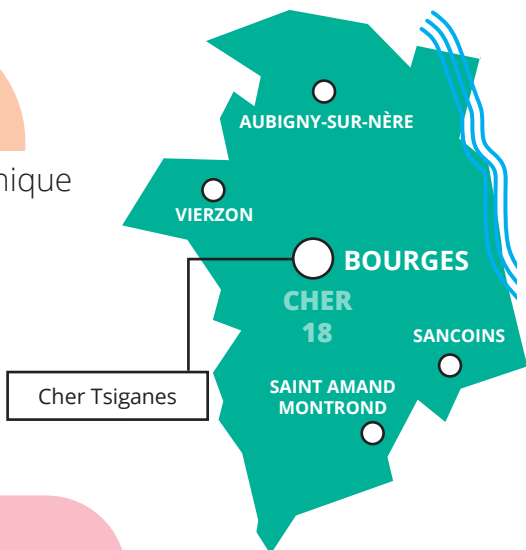 AUBIGNY-SUR-NÈRE
nique
VIERZON
BOURGES
CHER
18
SANCOINS
Cher Tsiganes
SAINT AMAND
MONTROND